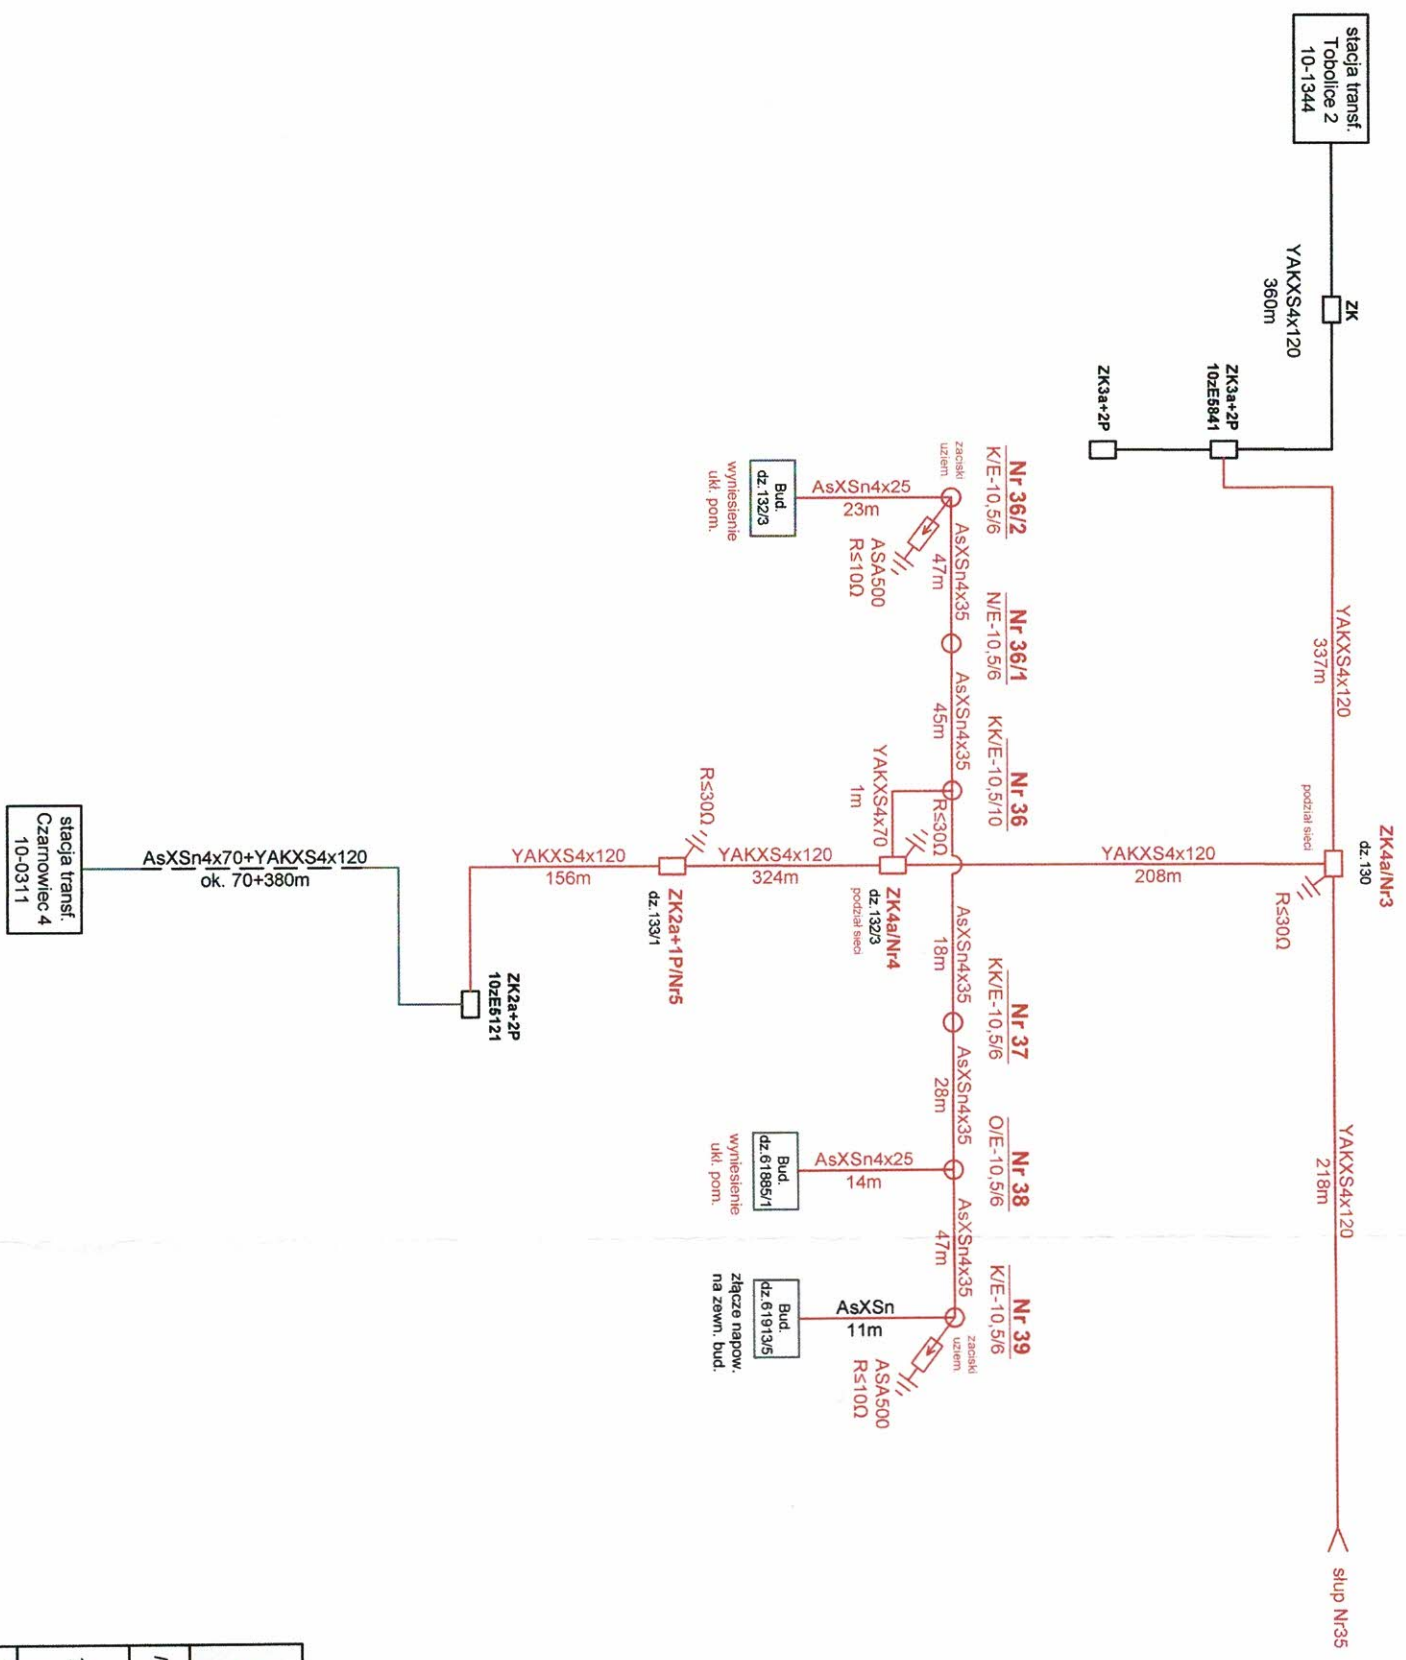 stacja transf.
Tobolice 2
10-1344
YAKXS4x120
360m
ZK
ZK3a+2P
10zE5841
ZK3a+2P
YAKXS4x120
337m
ZK4a/Nr3
dz.130
podział sieci
R≤30Ω
YAKXS4x120
218m
słup Nr35
YAKXS4x120
208m
Nr 36/2
K/E-10,5/6
zaciski
uziem
AsXSn4x35
47m
ASA500
R≤10Ω
AsXSn4x25
23m
Bud.
dz.132/3
wyniesienie
ukł. pom.
Nr 36/1
N/E-10,5/6
AsXSn4x35
45m
Nr 36
KK/E-10,5/10
R≤30Ω
YAKXS4x70
1m
ZK4a/Nr4
dz.132/3
podział sieci
AsXSn4x35
18m
Nr 37
KK/E-10,5/6
AsXSn4x35
28m
Nr 38
O/E-10,5/6
AsXSn4x25
14m
Bud.
dz.61885/1
wyniesienie
ukł. pom.
AsXSn4x35
47m
Nr 39
K/E-10,5/6
zaciski
uziem
ASA500
R≤10Ω
AsXSn
11m
Bud.
dz.61913/5
złącze napow.
na zewn. bud.
YAKXS4x120
324m
R≤30Ω
ZK2a+1P/Nr5
dz.133/1
YAKXS4x120
156m
ZK2a+2P
10zE5121
AsXSn4x70+YAKXS4x120
ok. 70+380m
stacja transf.
Czarnowiec 4
10-0311